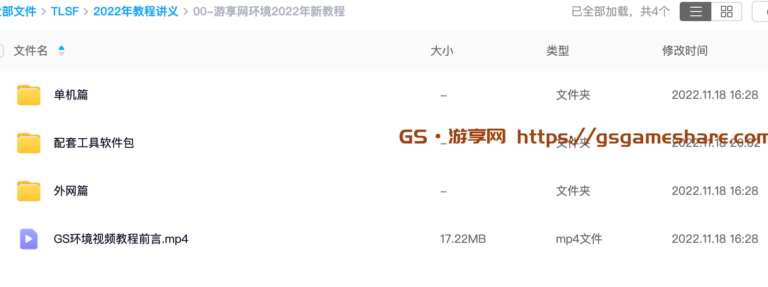 全部文件 > TLSF > 2022年教程讲义 > 00-游享网环境2022年新教程 已全部加载，共4个
文件名 大小 类型 修改时间
单机篇 - 文件夹 2022.11.18 16:28
配套工具软件包 - 文件夹 2022.11.18 20:02
GS·游享网 https://gsgameshare.com
外网篇 - 文件夹 2022.11.18 16:28
GS环境视频教程前言.mp4 17.22MB mp4文件 2022.11.18 16:28